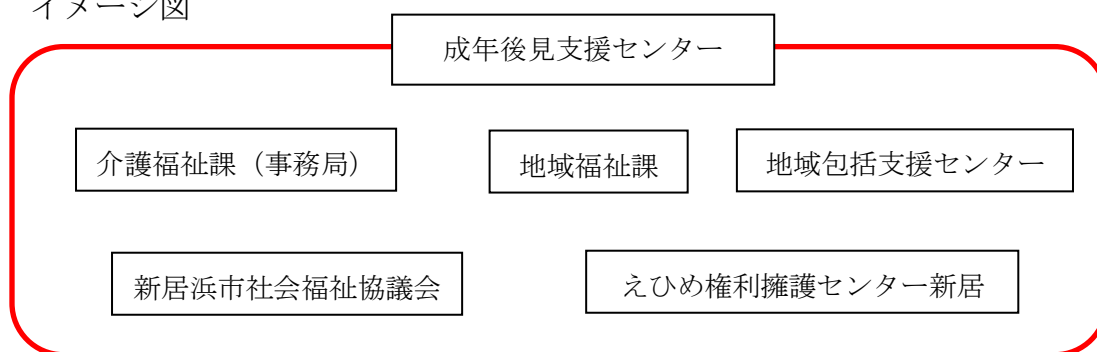 イメージ図
成年後見支援センター
介護福祉課（事務局）
地域福祉課
地域包括支援センター
新居浜市社会福祉協議会
えひめ権利擁護センター新居